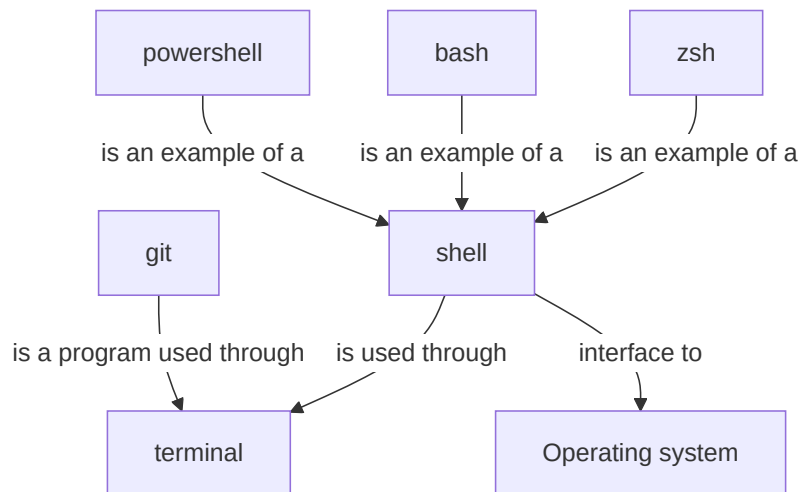 powershell
bash
zsh
is an example of a
is an example of a
is an example of a
git
shell
is a program used through
is used through
interface to
terminal
Operating system